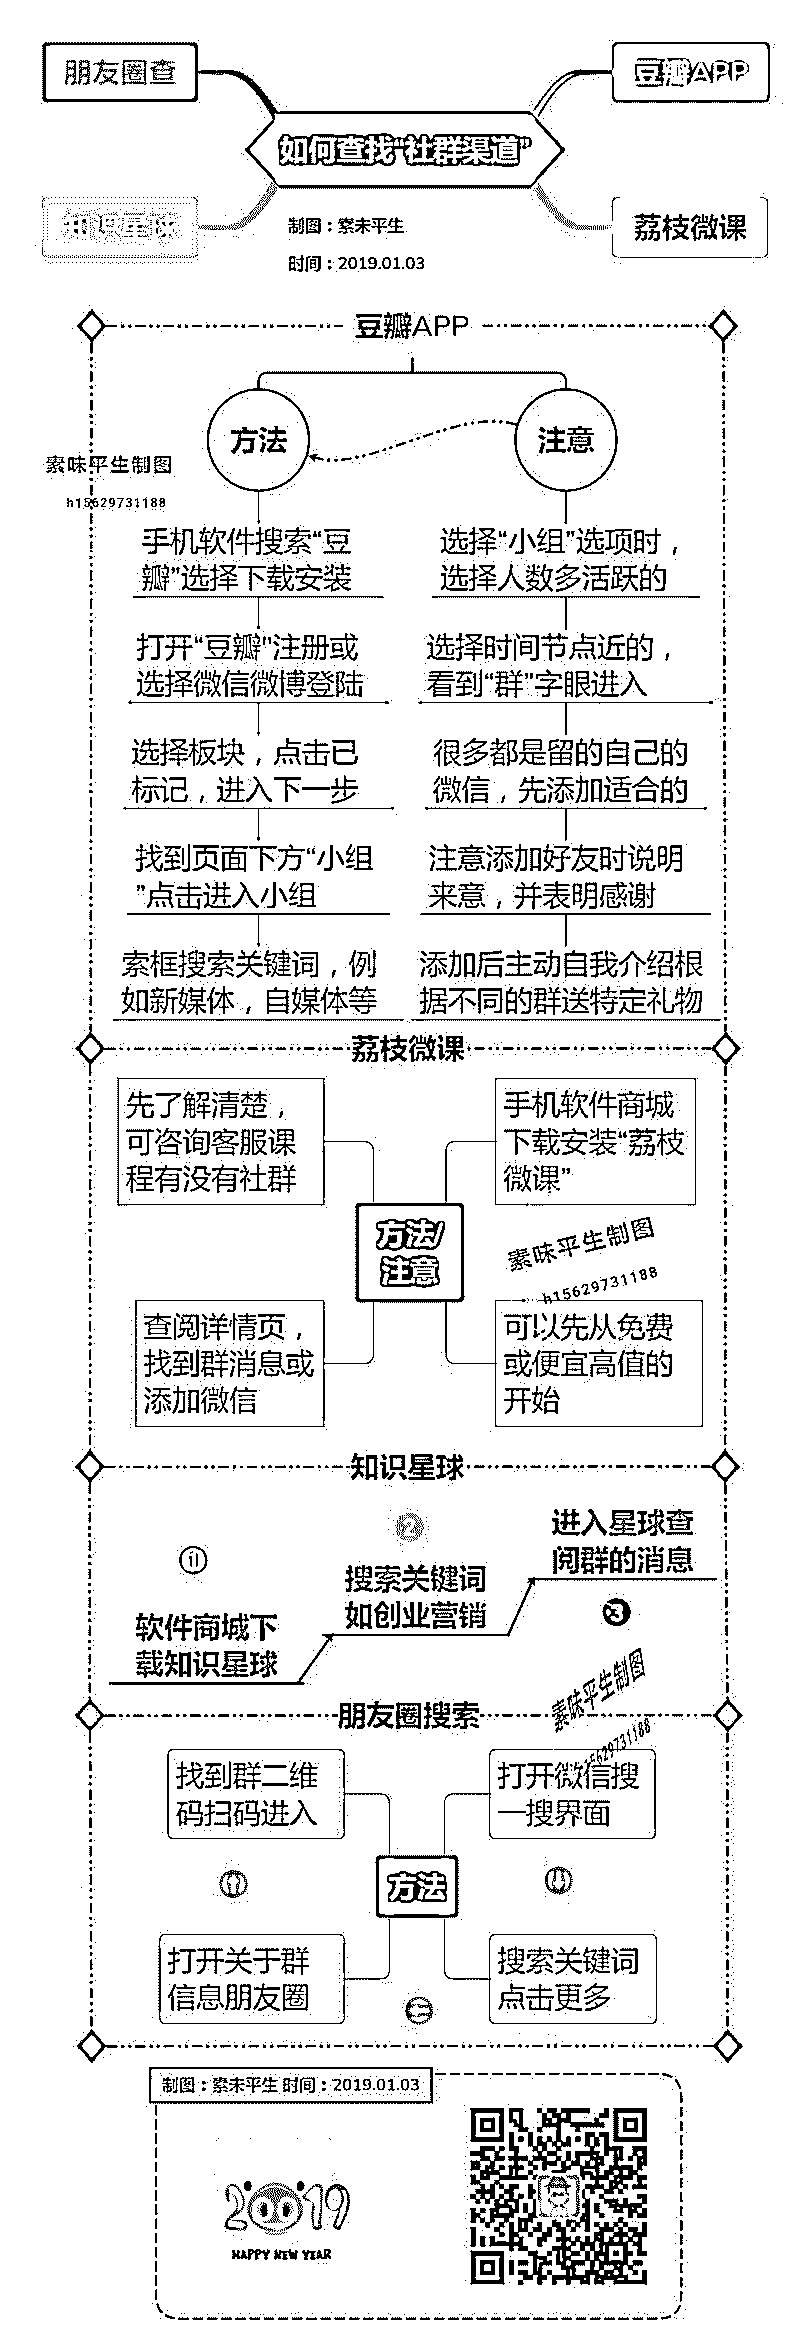 朋友圈查
豆瓣APP
如何查找“社群渠道”
知识星球
荔枝微课
制图：素未平生
时间：2019.01.03
豆瓣APP
方法
注意
素味平生制图
h15629731188
手机软件搜索“豆
瓣”选择下载安装
打开“豆瓣”注册或
选择微信微博登陆
选择板块，点击已
标记，进入下一步
找到页面下方“小组
”点击进入小组
索框搜索关键词，例
如新媒体，自媒体等
选择“小组”选项时，
选择人数多活跃的
选择时间节点近的，
看到“群”字眼进入
很多都是留的自己的
微信，先添加适合的
注意添加好友时说明
来意，并表明感谢
添加后主动自我介绍根
据不同的群送特定礼物
荔枝微课
先了解清楚，
可咨询客服课
程有没有社群
手机软件商城
下载安装“荔枝
微课”
方法/
注意
素味平生制图
h15629731188
查阅详情页，
找到群消息或
添加微信
可以先从免费
或便宜高值的
开始
知识星球
1
软件商城下
载知识星球
2
搜索关键词
如创业营销
进入星球查
阅群的消息
3
素味平生制图
15629731188
朋友圈搜索
找到群二维
码扫码进入
打开微信搜
一搜界面
方法
打开关于群
信息朋友圈
搜索关键词
点击更多
制图：素未平生 时间：2019.01.03
2019
HAPPY NEW YEAR